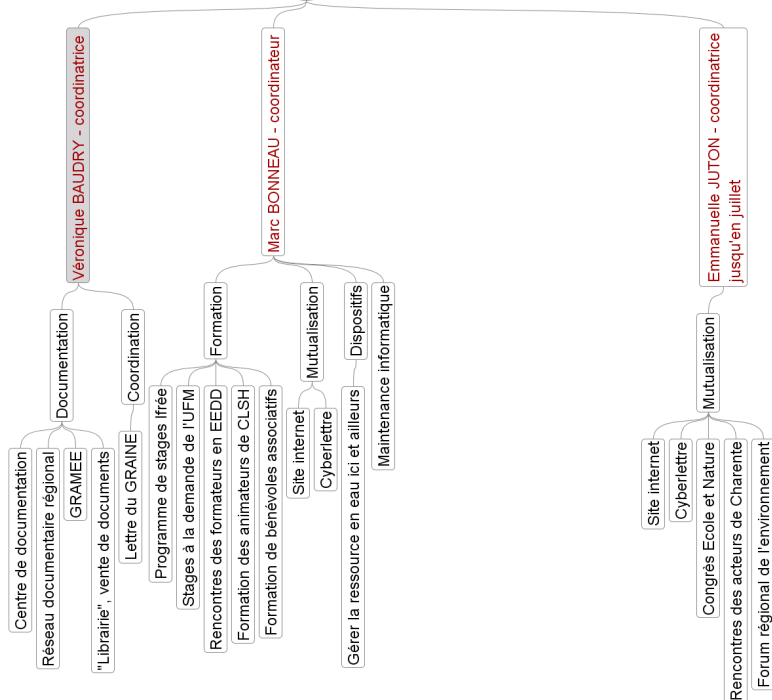 Véronique BAUDRY - coordinatrice
Documentation
Centre de documentation
Réseau documentaire régional
GRAMEE
"Librairie", vente de documents
Coordination
Lettre du GRAINE
Marc BONNEAU - coordinateur
Formation
Programme de stages Ifrée
Stages à la demande de l'UFM
Rencontres des formateurs en EEDD
Formation des animateurs de CLSH
Formation de bénévoles associatifs
Mutualisation
Site internet
Cyberlettre
Dispositifs
Gérer la ressource en eau ici et ailleurs
Maintenance informatique
Emmanuelle JUTON - coordinatrice
jusqu'en juillet
Mutualisation
Site internet
Cyberlettre
Congrès Ecole et Nature
Rencontres des acteurs de Charente
Forum régional de l'environnement